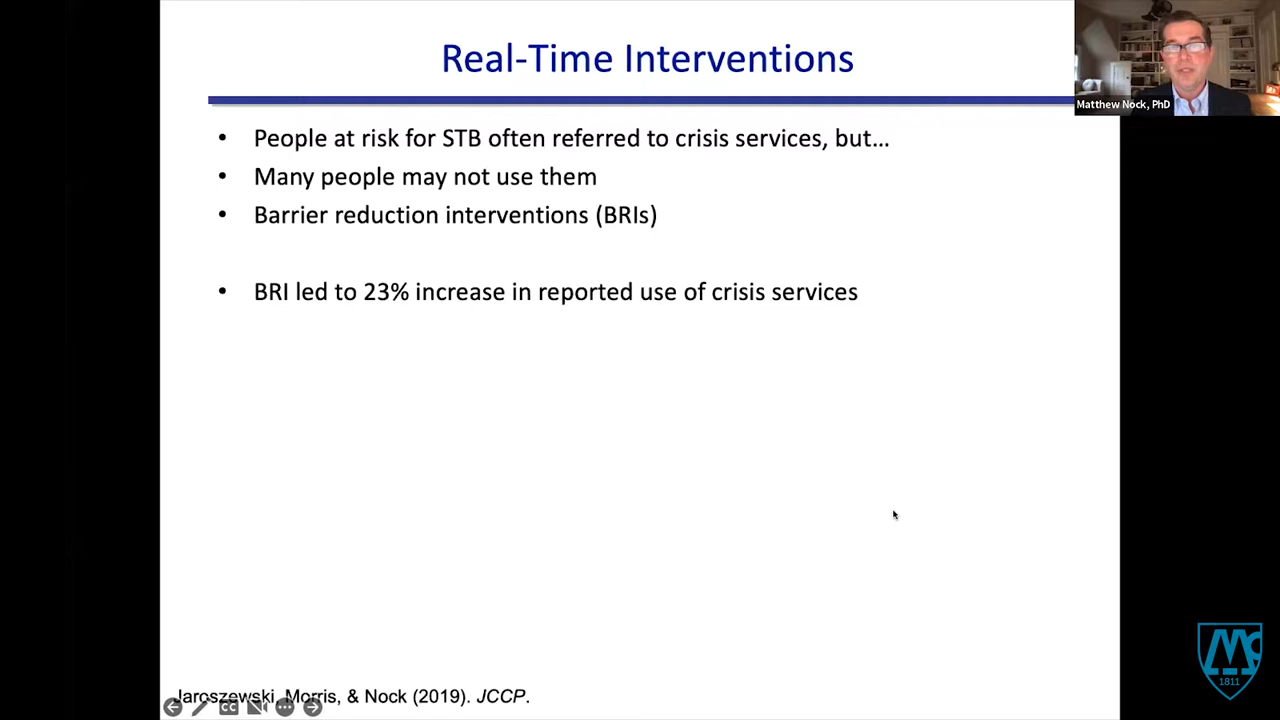 Real-Time Interventions
Matthew Nock, PhD
• People at risk for STB often referred to crisis services, but…
• Many people may not use them
• Barrier reduction interventions (BRIs)
• BRI led to 23% increase in reported use of crisis services
Jaroszewski, Morris, & Nock (2019). JCCP.
CC
Mc
1811